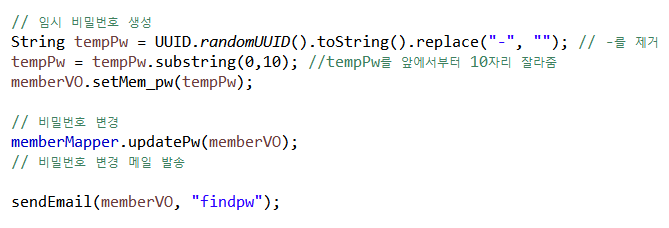 // 임시 비밀번호 생성
String tempPw = UUID.randomUUID().toString().replace("-", ""); // -를 제거
tempPw = tempPw.substring(0,10); //tempPw를 앞에서부터 10자리 잘라줌
memberVO.setMem_pw(tempPw);
// 비밀번호 변경
memberMapper.updatePw(memberVO);
// 비밀번호 변경 메일 발송
sendEmail(memberVO, "findpw");